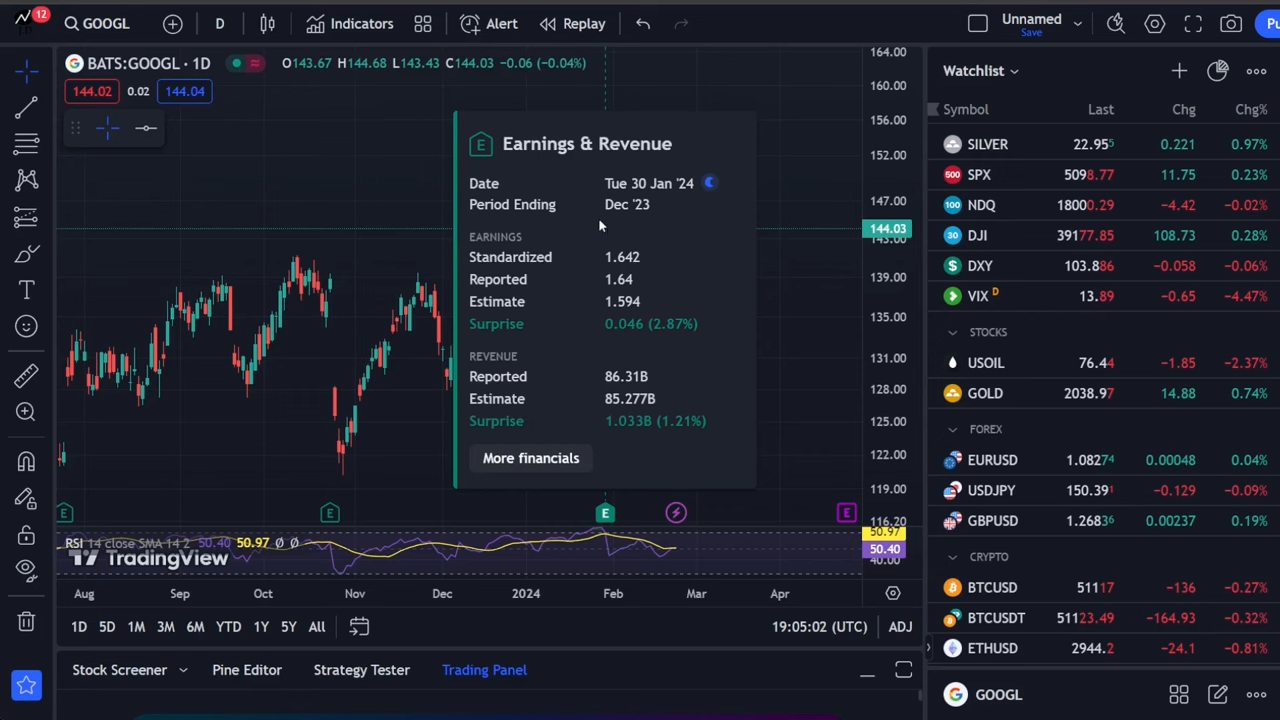 12
GOOGL
D
Indicators
Alert
Replay
Unnamed
Save
Pu
BATS:GOOGL · 1D
O143.67 H144.68 L143.43 C144.03 −0.06 (−0.04%)
144.02 0.02 144.04
E Earnings & Revenue
Date Tue 30 Jan '24
Period Ending Dec '23
EARNINGS
Standardized 1.642
Reported 1.64
Estimate 1.594
Surprise 0.046 (2.87%)
REVENUE
Reported 86.31B
Estimate 85.277B
Surprise 1.033B (1.21%)
More financials
164.00
160.00
156.00
152.00
147.00
144.03
143.00
139.00
135.00
131.00
128.00
125.00
122.00
119.00
116.20
50.97
50.40
40.00
E E E E
RSI 14 close SMA 14 2 50.40 50.97 Ø Ø
TradingView
Aug Sep Oct Nov Dec 2024 Feb Mar Apr
1D 5D 1M 3M 6M YTD 1Y 5Y All
19:05:02 (UTC) ADJ
Stock Screener Pine Editor Strategy Tester Trading Panel
Watchlist
Symbol Last Chg Chg%
SILVER 22.955 0.221 0.97%
500 SPX 5098.77 11.75 0.23%
100 NDQ 18000.29 −4.42 −0.02%
30 DJI 39177.85 108.73 0.28%
$ DXY 103.886 −0.058 −0.06%
VIX D 13.89 −0.65 −4.47%
STOCKS
USOIL 76.44 −1.85 −2.37%
GOLD 2038.97 14.88 0.74%
FOREX
EURUSD 1.08274 0.00048 0.04%
USDJPY 150.391 −0.129 −0.09%
GBPUSD 1.26836 0.00237 0.19%
CRYPTO
BTCUSD 51117 −136 −0.27%
BTCUSDT 51123.49 −164.93 −0.32%
ETHUSD 2944.2 −24.1 −0.81%
G GOOGL